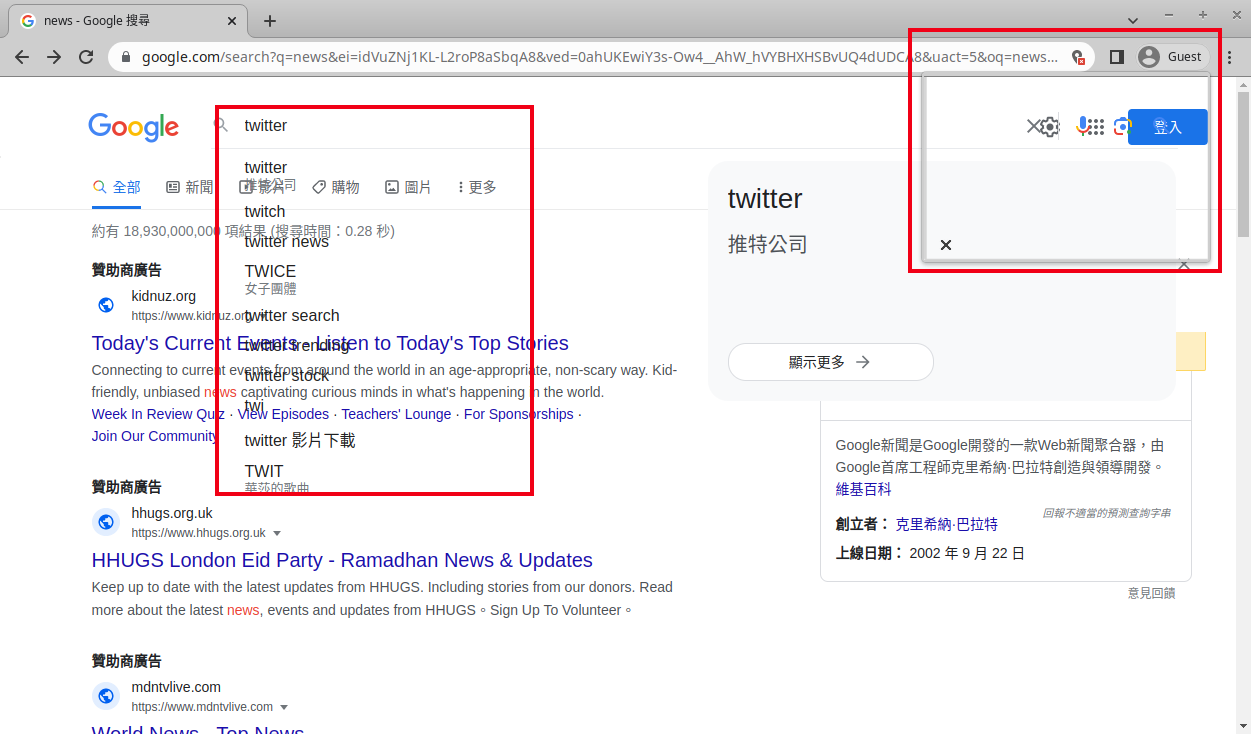 news - Google 搜尋
google.com/search?q=news&ei=idVuZNj1KL-L2roP8aSbqA8&ved=0ahUKEwiY3s-Ow4__AhW_hVYBHXHSBvUQ4dUDCA8&uact=5&oq=news...
Guest
Google
twitter
登入
twitter
推特公司
twitch
twitter news
TWICE
女子團體
twitter search
twitter trending
twitter stock
twi
twitter 影片下載
TWIT
華莎的歌曲
全部
新聞
影片
購物
圖片
更多
約有 18,930,000,000 項結果 (搜尋時間：0.28 秒)
贊助商廣告
kidnuz.org
https://www.kidnuz.org
Today's Current Events - Listen to Today's Top Stories
Connecting to current events from around the world in an age-appropriate, non-scary way. Kid-
friendly, unbiased news captivating curious minds in what's happening in the world.
Week In Review Quiz · View Episodes · Teachers' Lounge · For Sponsorships ·
Join Our Community
贊助商廣告
hhugs.org.uk
https://www.hhugs.org.uk
HHUGS London Eid Party - Ramadhan News & Updates
Keep up to date with the latest updates from HHUGS. Including stories from our donors. Read
more about the latest news, events and updates from HHUGS。Sign Up To Volunteer。
贊助商廣告
mdntvlive.com
https://www.mdntvlive.com
World News - Top News
twitter
推特公司
顯示更多
Google新聞是Google開發的一款Web新聞聚合器，由
Google首席工程師克里希納·巴拉特創造與領導開發。
維基百科
回報不適當的預測查詢字串
創立者： 克里希納·巴拉特
上線日期： 2002 年 9 月 22 日
意見回饋